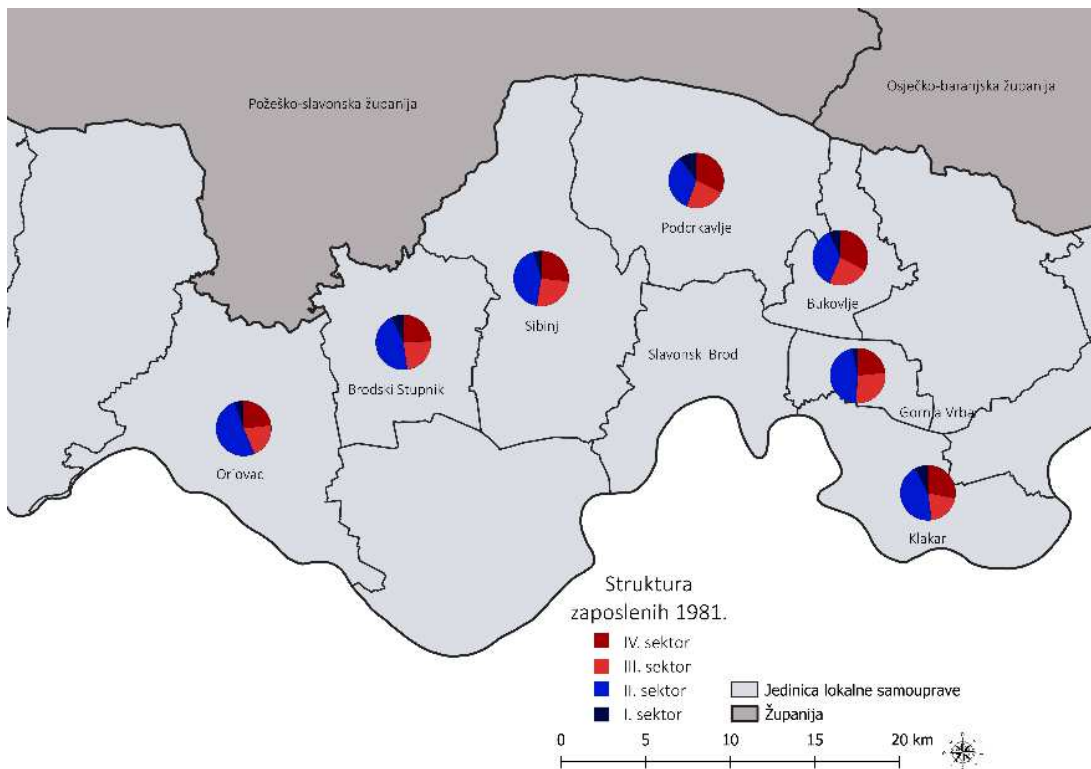 Požeško-slavonska županija
Osječko-baranjska županija
Podcrkavlje
Bukovlje
Sibinj
Slavonski Brod
Brodski Stupnik
Gornja Vrba
Oriovac
Klakar
Struktura
zaposlenih 1981.
IV. sektor
III. sektor
II. sektor
I. sektor
Jedinica lokalne samouprave
Županija
0 5 10 15 20 km